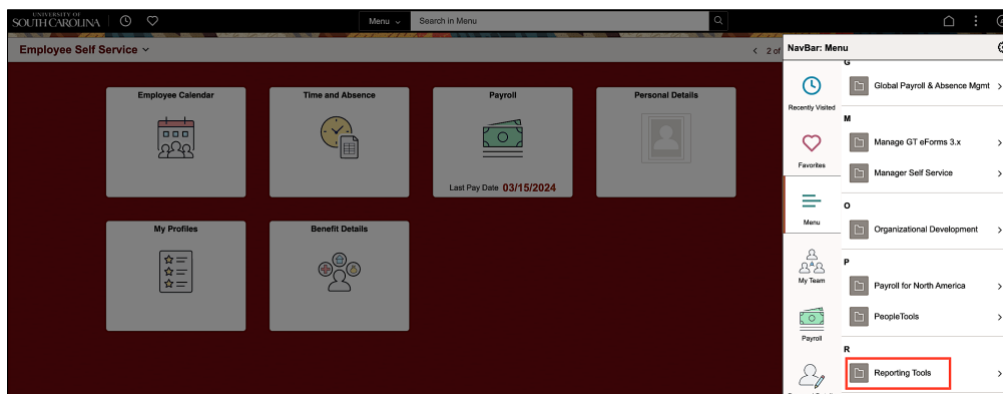 UNIVERSITY OF
SOUTH CAROLINA
Menu
Search in Menu
Employee Self Service
2 of
Employee Calendar
Time and Absence
Payroll
Last Pay Date 03/15/2024
Personal Details
My Profiles
Benefit Details
NavBar: Menu
Recently Visited
Favorites
Menu
My Team
Payroll
G
Global Payroll & Absence Mgmt
M
Manage GT eForms 3.x
Manager Self Service
O
Organizational Development
P
Payroll for North America
PeopleTools
R
Reporting Tools